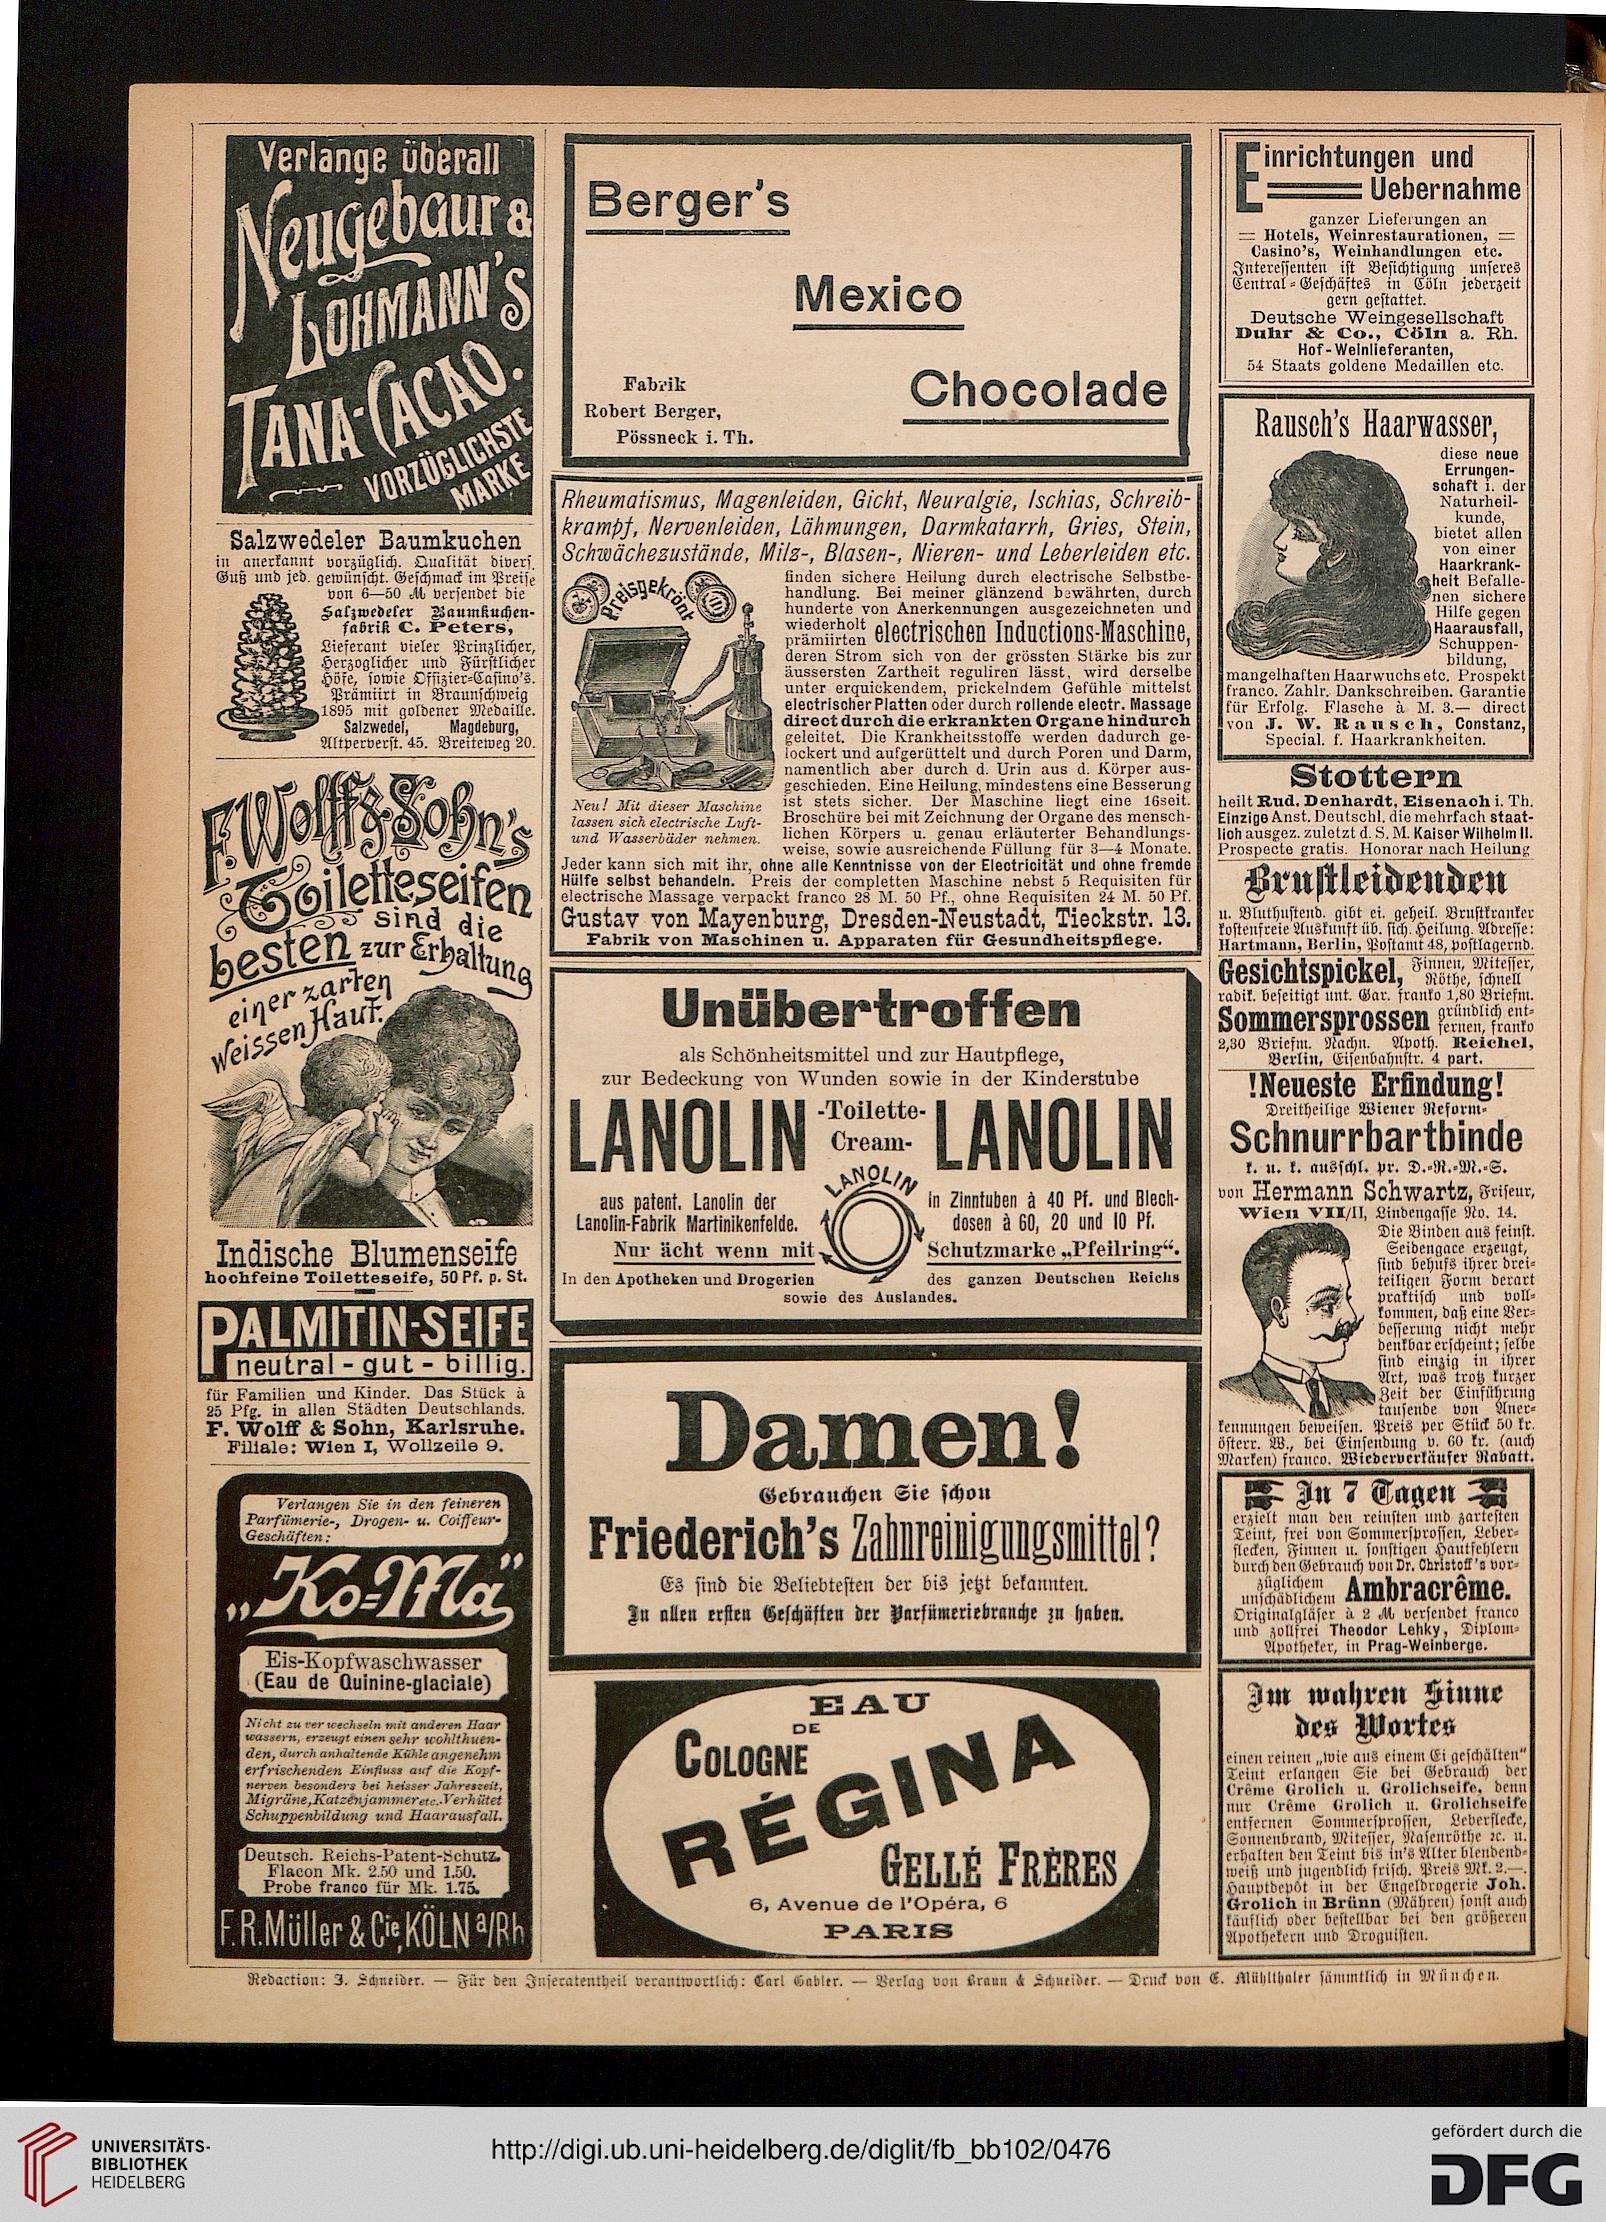 Verlange überall
Neugebaur &
LOHMANN'S
TANA-CACAO.
VORZÜGLICHSTE
MARKE
Salzwedeler Baumkuchen
in anerkannt vorzüglich. Qualität divers.
Guß und jed. gewünscht. Geschmack im Preise
von 6—50 M versendet die
Salzwedeler Baumkuchen-
fabrik C. Peters,
Lieferant vieler Prinzlicher,
Herzoglicher und Fürstlicher
Höfe, sowie Offizier-Casino's.
Prämiirt in Braunschweig
1895 mit goldener Medaille.
Salzwedel, Magdeburg,
Altperverst. 45. Breiteweg 20.
F. Wolff & Sohn's
Toiletteseifen
sind die
besten zur Erhaltung
einer zarten
weissen Haut.
Indische Blumenseife
hochfeine Toiletteseife, 50 Pf. p. St.
PALMITIN-SEIFE
neutral - gut - billig.
für Familien und Kinder. Das Stück à
25 Pfg. in allen Städten Deutschlands.
F. Wolff & Sohn, Karlsruhe.
Filiale: Wien I, Wollzeile 9.
Verlangen Sie in den feineren
Parfümerie-, Drogen- u. Coiffeur-
Geschäften:
„Ko=Ma“
Eis-Kopfwaschwasser
(Eau de Quinine-glaciale)
Nicht zu verwechseln mit anderen Haar
wassern, erzeugt einen sehr wohlthuen-
den, durch anhaltende Kühle angenehm
erfrischenden Einfluss auf die Kopf-
nerven besonders bei heisser Jahreszeit,
Migräne, Katzenjammer etc. Verhütet
Schuppenbildung und Haarausfall.
Deutsch. Reichs-Patent-Schutz.
Flacon Mk. 2.50 und 1.50.
Probe franco für Mk. 1.75.
F. R. Müller & Cie, KÖLN a/Rh
Berger's
Mexico
Chocolade
Fabrik
Robert Berger,
Pössneck i. Th.
Rheumatismus, Magenleiden, Gicht, Neuralgie, Ischias, Schreib-
krampf, Nervenleiden, Lähmungen, Darmkatarrh, Gries, Stein,
Schwächezustände, Milz-, Blasen-, Nieren- und Leberleiden etc.
Preisgekrönt
finden sichere Heilung durch electrische Selbstbe-
handlung. Bei meiner glänzend bewährten, durch
hunderte von Anerkennungen ausgezeichneten und
wiederholt
prämiirten electrischen Inductions-Maschine,
deren Strom sich von der grössten Stärke bis zur
äussersten Zartheit reguliren lässt, wird derselbe
unter erquickendem, prickelndem Gefühle mittelst
electrischer Platten oder durch rollende electr. Massage
direct durch die erkrankten Organe hindurch
geleitet. Die Krankheitsstoffe werden dadurch ge-
lockert und aufgerüttelt und durch Poren und Darm,
namentlich aber durch d. Urin aus d. Körper aus-
geschieden. Eine Heilung, mindestens eine Besserung
ist stets sicher. Der Maschine liegt eine 16seit.
Broschüre bei mit Zeichnung der Organe des mensch-
lichen Körpers u. genau erläuterter Behandlungs-
weise, sowie ausreichende Füllung für 3—4 Monate.
Neu! Mit dieser Maschine
lassen sich electrische Luft-
und Wasserbäder nehmen.
Jeder kann sich mit ihr, ohne alle Kenntnisse von der Electricität und ohne fremde
Hülfe selbst behandeln. Preis der completten Maschine nebst 5 Requisiten für
electrische Massage verpackt franco 28 M. 50 Pf., ohne Requisiten 24 M. 50 Pf.
Gustav von Mayenburg, Dresden-Neustadt, Tieckstr. 13.
Fabrik von Maschinen u. Apparaten für Gesundheitspflege.
Unübertroffen
als Schönheitsmittel und zur Hautpflege,
zur Bedeckung von Wunden sowie in der Kinderstube
LANOLIN -Toilette-
Cream- LANOLIN
LANOLIN
aus patent. Lanolin der
Lanolin-Fabrik Martinikenfelde.
in Zinntuben à 40 Pf. und Blech-
dosen à 60, 20 und 10 Pf.
Nur ächt wenn mit Schutzmarke „Pfeilring“.
In den Apotheken und Drogerien des ganzen Deutschen Reichs
sowie des Auslandes.
Damen!
Gebrauchen Sie schon
Friederich's Zahnreinigungsmittel?
Es sind die Beliebtesten der bis jetzt bekannten.
In allen ersten Geschäften der Parfümeriebranche zu haben.
EAU
DE
COLOGNE
RÉGINA
GELLÉ FRÈRES
6, Avenue de l'Opéra, 6
PARIS
Einrichtungen und
Uebernahme
ganzer Lieferungen an
Hotels, Weinrestaurationen,
Casino's, Weinhandlungen etc.
Interessenten ist Besichtigung unseres
Central-Geschäftes in Cöln jederzeit
gern gestattet.
Deutsche Weingesellschaft
Duhr & Co., Cöln a. Rh.
Hof-Weinlieferanten,
54 Staats goldene Medaillen etc.
Rausch's Haarwasser,
diese neue
Errungen-
schaft i. der
Naturheil-
kunde,
bietet allen
von einer
Haarkrank-
heit Befalle-
nen sichere
Hilfe gegen
Haarausfall,
Schuppen-
bildung,
mangelhaften Haarwuchs etc. Prospekt
franco. Zahlr. Dankschreiben. Garantie
für Erfolg. Flasche à M. 3.— direct
von J. W. Rausch, Constanz,
Special. f. Haarkrankheiten.
Stottern
heilt Rud. Denhardt, Eisenach i. Th.
Einzige Anst. Deutschl. die mehrfach staat-
lich ausgez. zuletzt d. S. M. Kaiser Wilhelm II.
Prospecte gratis. Honorar nach Heilung
Brustleidenden
u. Bluthustend. gibt ei. geheil. Brustkranker
kostenfreie Auskunft üb. sich. Heilung. Adresse:
Hartmann, Berlin, Postamt 48, postlagernd.
Gesichtspickel, Finnen, Mitesser,
Röthe, schnell
radik. beseitigt unt. Gar. franko 1,80 Briefm.
Sommersprossen gründlich ent-
fernen, franko
2,30 Briefm. Nachn. Apoth. Reichel,
Berlin, Eisenbahnstr. 4 part.
!Neueste Erfindung!
Dreitheilige Wiener Reform-
Schnurrbartbinde
k. u. k. ausschl. pr. D.-R.-M.-S.
von Hermann Schwartz, Friseur,
Wien VII/II, Lindengasse No. 14.
Die Binden aus feinst.
Seidengace erzeugt,
sind behufs ihrer drei-
teiligen Form derart
praktisch und voll-
kommen, daß eine Ver-
besserung nicht mehr
denkbar erscheint; selbe
sind einzig in ihrer
Art, was trotz kurzer
Zeit der Einführung
tausende von Aner-
kennungen beweisen. Preis per Stück 50 kr.
österr. W., bei Einsendung v. 60 kr. (auch
Marken) franco. Wiederverkäufer Rabatt.
In 7 Tagen
erzielt man den reinsten und zartesten
Teint, frei von Sommersprossen, Leber-
flecken, Finnen u. sonstigen Hautfehlern
durch den Gebrauch von Dr. Christoff's vor-
züglichem
unschädlichem Ambracrême.
Originalgläser à 2 M versendet franco
und zollfrei Theodor Lehky, Diplom-
Apotheker, in Prag-Weinberge.
Im wahren Sinne
des Wortes
einen reinen „wie aus einem Ei geschälten“
Teint erlangen Sie bei Gebrauch der
Crême Grolich u. Grolichseife, denn
nur Crême Grolich u. Grolichseife
entfernen Sommersprossen, Leberflecke,
Sonnenbrand, Mitesser, Nasenröthe ꝛc. u.
erhalten den Teint bis in's Alter blendend-
weiß und jugendlich frisch. Preis Mk. 2.—.
Hauptdepôt in der Engeldrogerie Joh.
Grolich in Brünn (Mähren) sonst auch
käuflich oder bestellbar bei den größeren
Apothekern und Droguisten.
Redaction: J. Schneider. — Für den Inseratentheil verantwortlich: Carl Gabler. — Verlag von Braun & Schneider. — Druck von E. Mühlthaler sämmtlich in München.
UNIVERSITÄTS-
BIBLIOTHEK
HEIDELBERG
http://digi.ub.uni-heidelberg.de/diglit/fb_bb102/0476
gefördert durch die
DFG